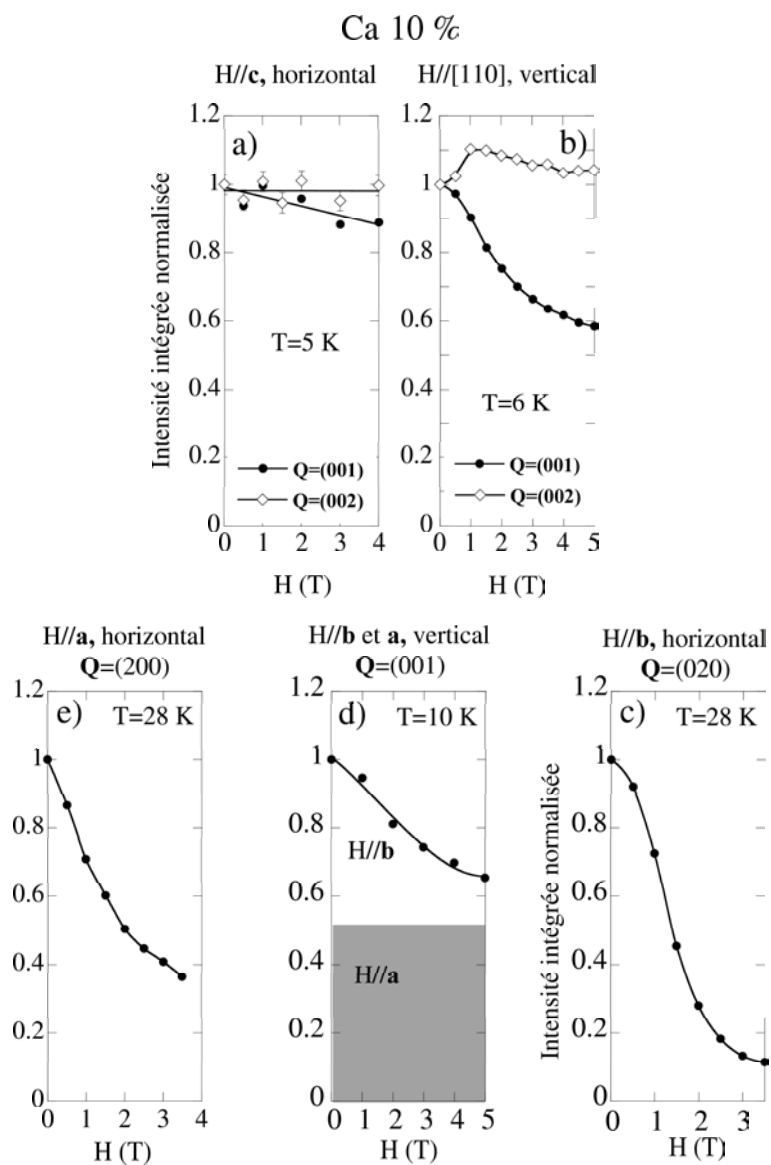 Ca 10 %
H//c, horizontal
H//[110], vertical
Intensité intégrée normalisée
1.2
1
0.8
0.6
0.4
0.2
0
a)
T=5 K
Q=(001)
Q=(002)
0 1 2 3 4
H (T)
b)
T=6 K
Q=(001)
Q=(002)
0 1 2 3 4 5
H (T)
H//a, horizontal
Q=(200)
1.2
1
0.8
0.6
0.4
0.2
0
e)
T=28 K
0 1 2 3 4
H (T)
H//b et a, vertical
Q=(001)
1.2
1
0.8
0.6
0.4
0.2
0
d)
T=10 K
H//b
H//a
0 1 2 3 4 5
H (T)
H//b, horizontal
Q=(020)
Intensité intégrée normalisée
1.2
1
0.8
0.6
0.4
0.2
0
c)
T=28 K
0 1 2 3
H (T)